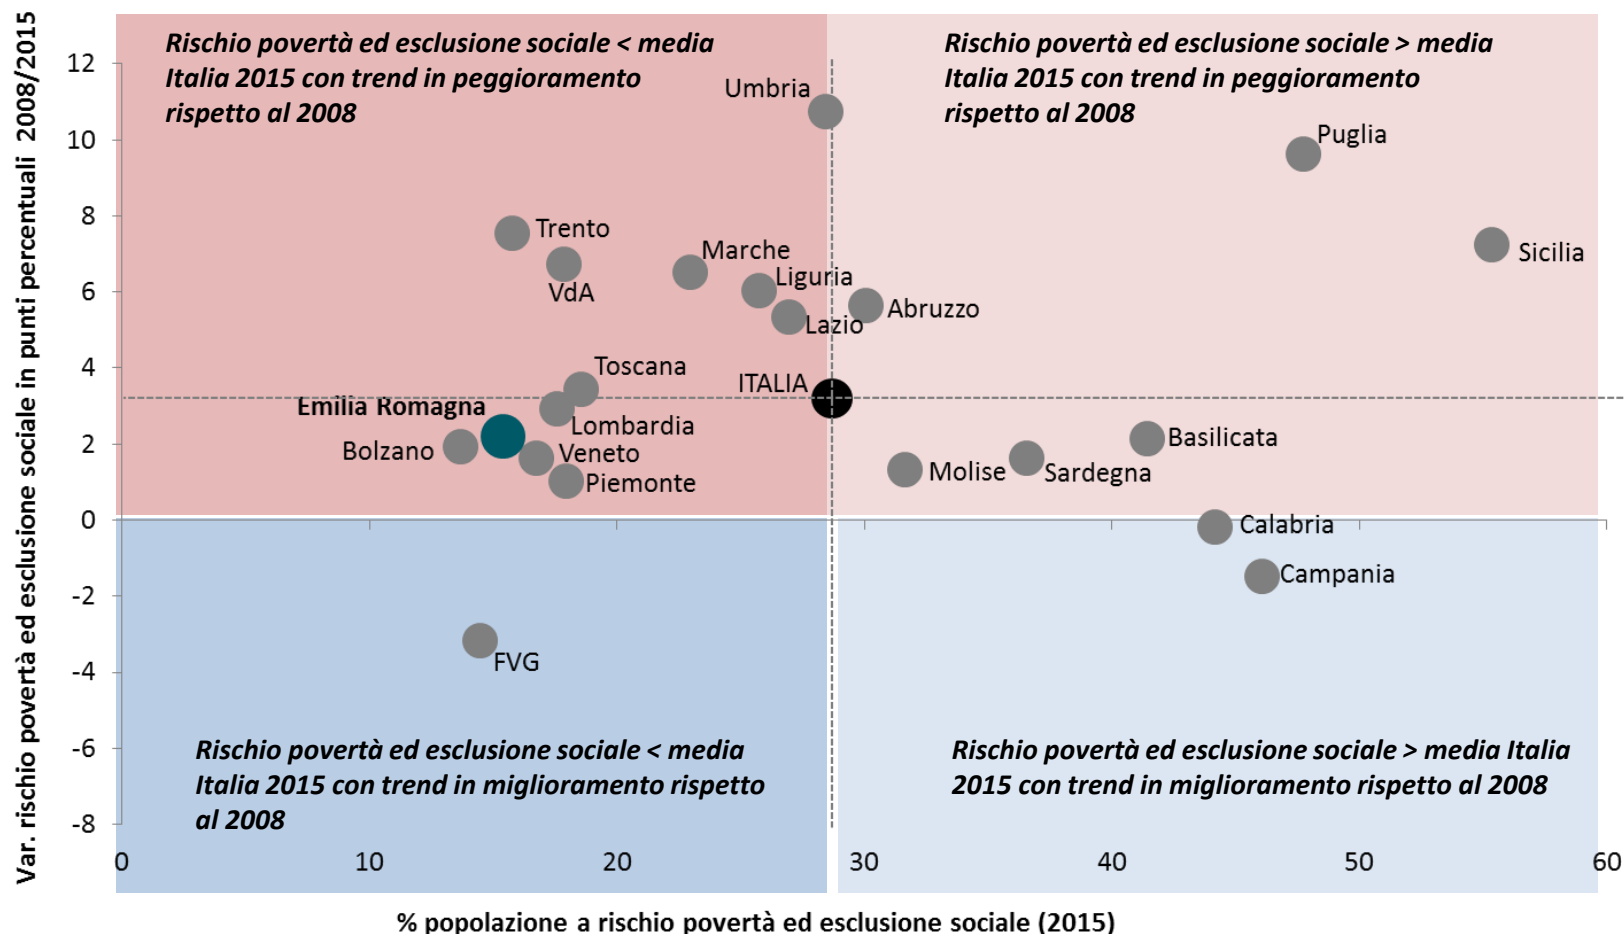 Var. rischio povertà ed esclusione sociale in punti percentuali 2008/2015
Rischio povertà ed esclusione sociale < media
Italia 2015 con trend in peggioramento
rispetto al 2008
Rischio povertà ed esclusione sociale > media
Italia 2015 con trend in peggioramento
rispetto al 2008
12
10
8
6
4
2
0
-2
-4
-6
-8
Umbria
Puglia
Trento
VdA
Marche
Liguria
Lazio
Abruzzo
Sicilia
Toscana
ITALIA
Emilia Romagna
Lombardia
Bolzano
Veneto
Piemonte
Basilicata
Molise
Sardegna
Calabria
Campania
FVG
Rischio povertà ed esclusione sociale < media
Italia 2015 con trend in miglioramento rispetto
al 2008
Rischio povertà ed esclusione sociale > media Italia
2015 con trend in miglioramento rispetto al 2008
0
10
20
30
40
50
60
% popolazione a rischio povertà ed esclusione sociale (2015)